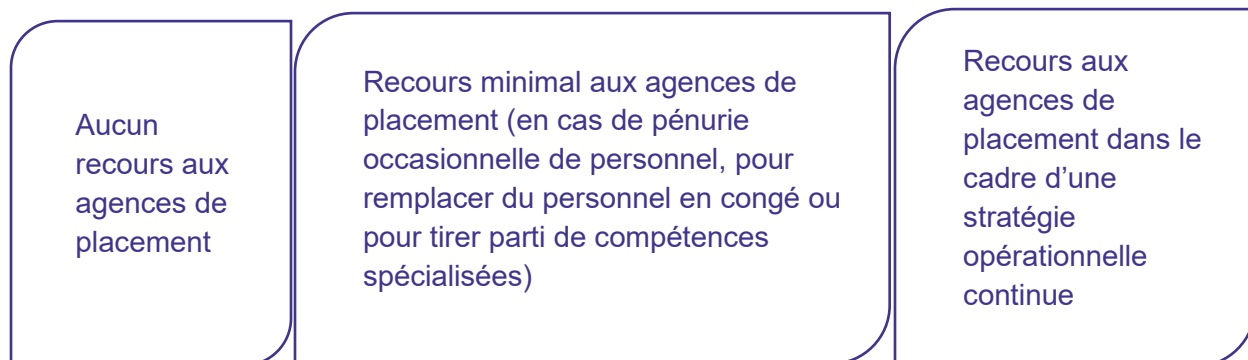 Aucun
recours aux
agences de
placement
Recours minimal aux agences de
placement (en cas de pénurie
occasionnelle de personnel, pour
remplacer du personnel en congé ou
pour tirer parti de compétences
spécialisées)
Recours aux
agences de
placement dans le
cadre d’une
stratégie
opérationnelle
continue